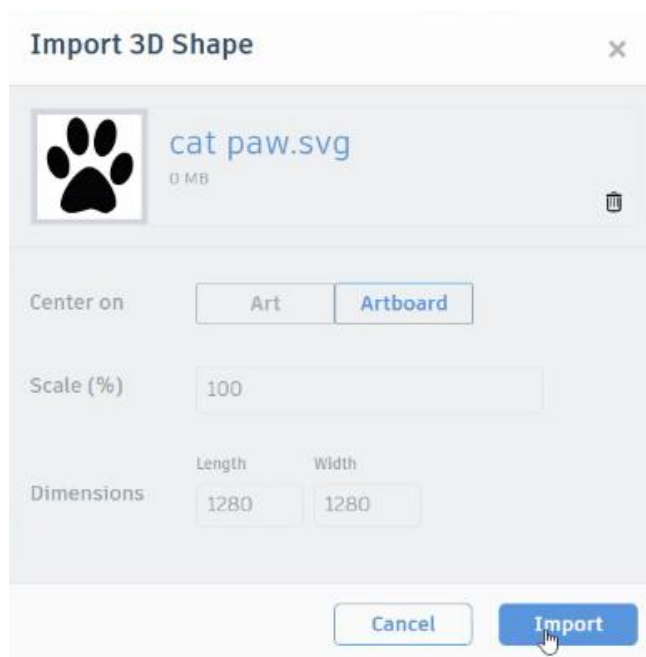 Import 3D Shape
cat paw.svg
0 MB
Center on
Art
Artboard
Scale (%)
100
Length
Width
Dimensions
1280
1280
Cancel
Import